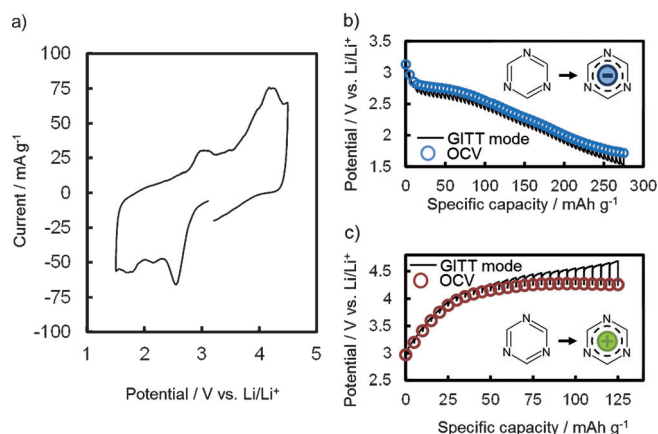 a)
Current / mA g⁻¹
100
75
50
25
0
-25
-50
-75
-100
1
2
3
4
5
Potential / V vs. Li/Li⁺
b)
Potential / V vs. Li/Li⁺
3.5
3
2.5
2
1.5
N
N
N
N
N
N
GITT mode
OCV
0
50
100
150
200
250
300
Specific capacity / mAh g⁻¹
c)
Potential / V vs. Li/Li⁺
GITT mode
OCV
4.5
4
3.5
3
2.5
N
N
N
N
N
N
0
25
50
75
100
125
Specific capacity / mAh g⁻¹